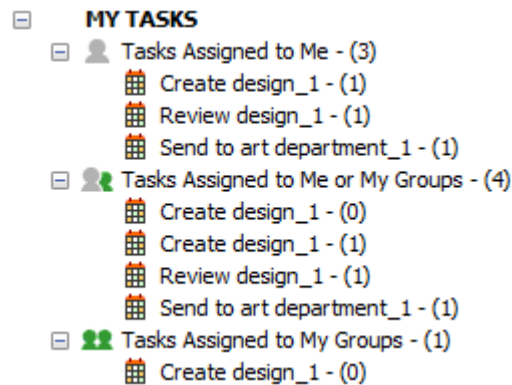 MY TASKS
Tasks Assigned to Me - (3)
Create design_1 - (1)
Review design_1 - (1)
Send to art department_1 - (1)
Tasks Assigned to Me or My Groups - (4)
Create design_1 - (0)
Create design_1 - (1)
Review design_1 - (1)
Send to art department_1 - (1)
Tasks Assigned to My Groups - (1)
Create design_1 - (0)